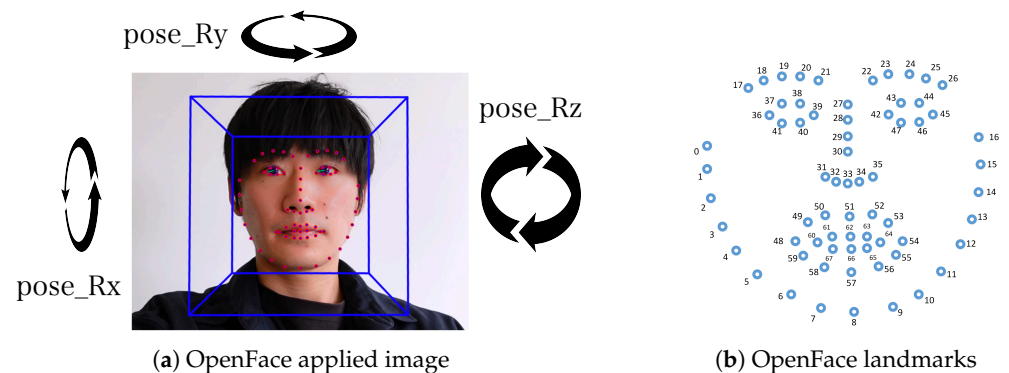 pose_Ry
pose_Rz
pose_Rx
(a) OpenFace applied image
17 18 19 20 21 22 23 24 25 26
37 38 39 27 43 44
36 41 40 28 42 47 46 45
29
0 30 16
1 31 32 33 34 35 15
2 14
3 49 50 51 52 53 13
48 60 61 62 63 64 54 12
4 59 67 66 65 55
5 58 57 56 11
6 10
7 8 9
(b) OpenFace landmarks